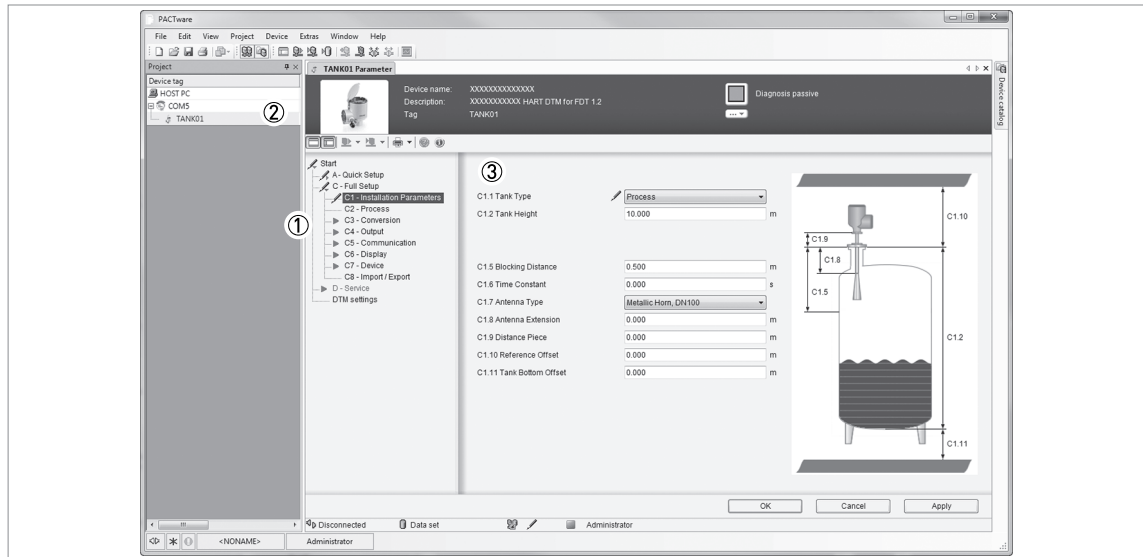 PACTware
File Edit View Project Device Extras Window Help
Project
Device tag
HOST PC
COM5
TANK01
②
TANK01 Parameter
Device name: XXXXXXXXXXXXXX
Description: XXXXXXXXXXX HART DTM for FDT 1.2
Tag TANK01
Diagnosis passive
Device catalog
①
Start
A - Quick Setup
C - Full Setup
C1 - Installation Parameters
C2 - Process
C3 - Conversion
C4 - Output
C5 - Communication
C6 - Display
C7 - Device
C8 - Import / Export
D - Service
DTM settings
③
C1.1 Tank Type Process
C1.2 Tank Height 10.000 m
C1.5 Blocking Distance 0.500 m
C1.6 Time Constant 0.000 s
C1.7 Antenna Type Metallic Horn, DN100
C1.8 Antenna Extension 0.000 m
C1.9 Distance Piece 0.000 m
C1.10 Reference Offset 0.000 m
C1.11 Tank Bottom Offset 0.000 m
C1.10
C1.9
C1.8
C1.5
C1.2
C1.11
OK Cancel Apply
Disconnected Data set Administrator
<NONAME> Administrator